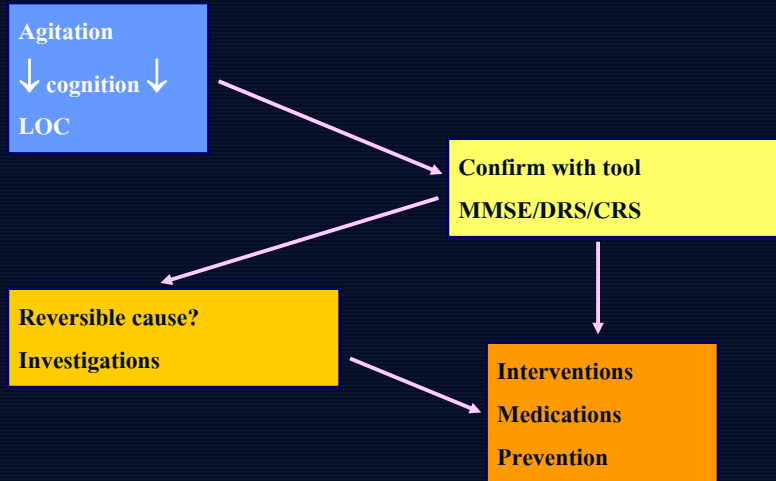 Agitation
↓ cognition ↓
LOC
Confirm with tool
MMSE/DRS/CRS
Reversible cause?
Investigations
Interventions
Medications
Prevention